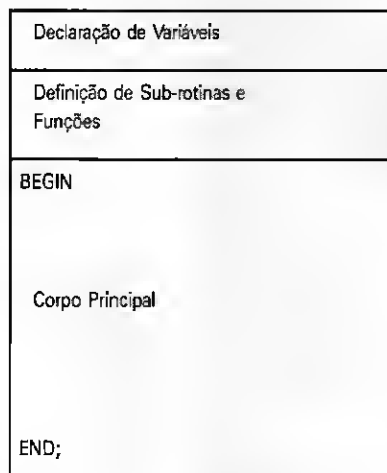 Declaração de Variáveis
Definição de Sub-rotinas e
Funções
BEGIN
Corpo Principal
END;